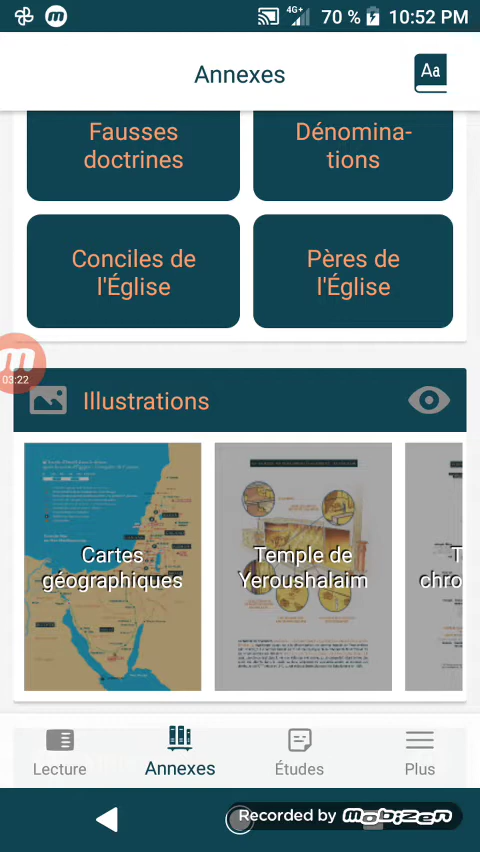 4G+
70 %
10:52 PM
Annexes
Aa
Fausses
doctrines
Dénomina-
tions
Conciles de
l'Église
Pères de
l'Église
03:22
Illustrations
Cartes
géographiques
Temple de
Yeroushalaim
T
chro
Lecture
Annexes
Études
Plus
Recorded by
MOBIZEN